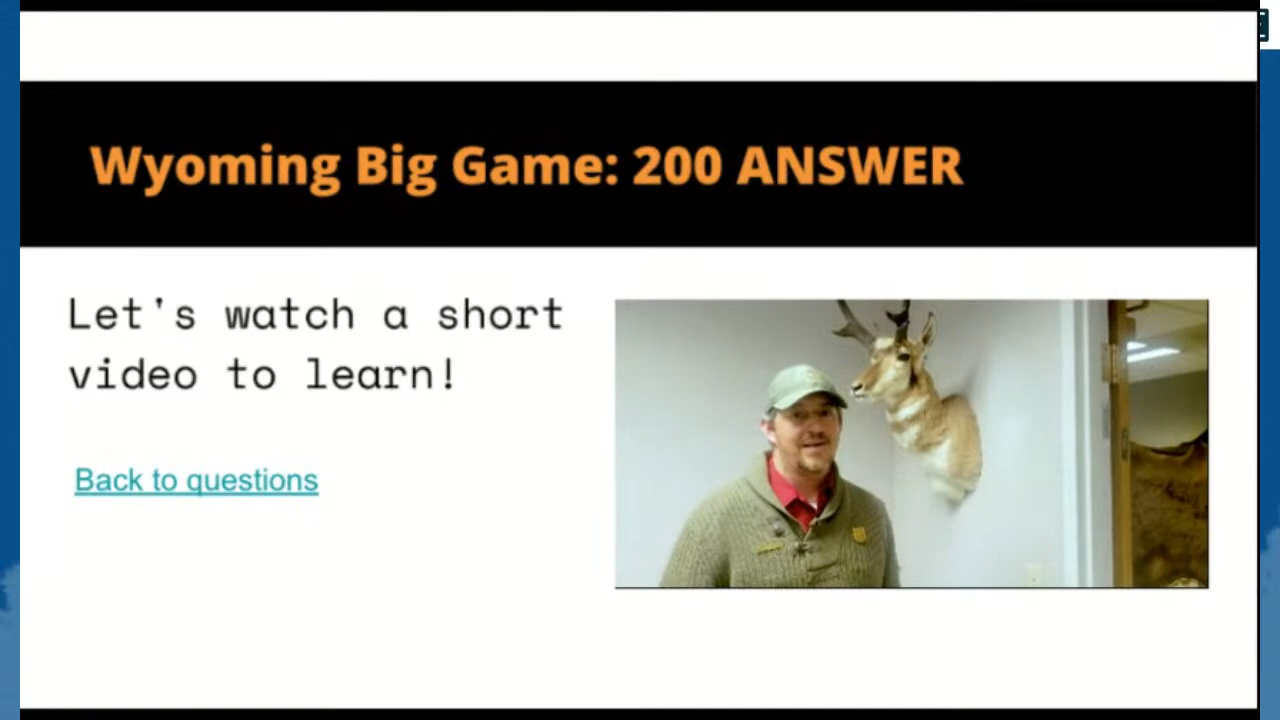 Wyoming Big Game: 200 ANSWER
Let's watch a short
video to learn!
Back to questions